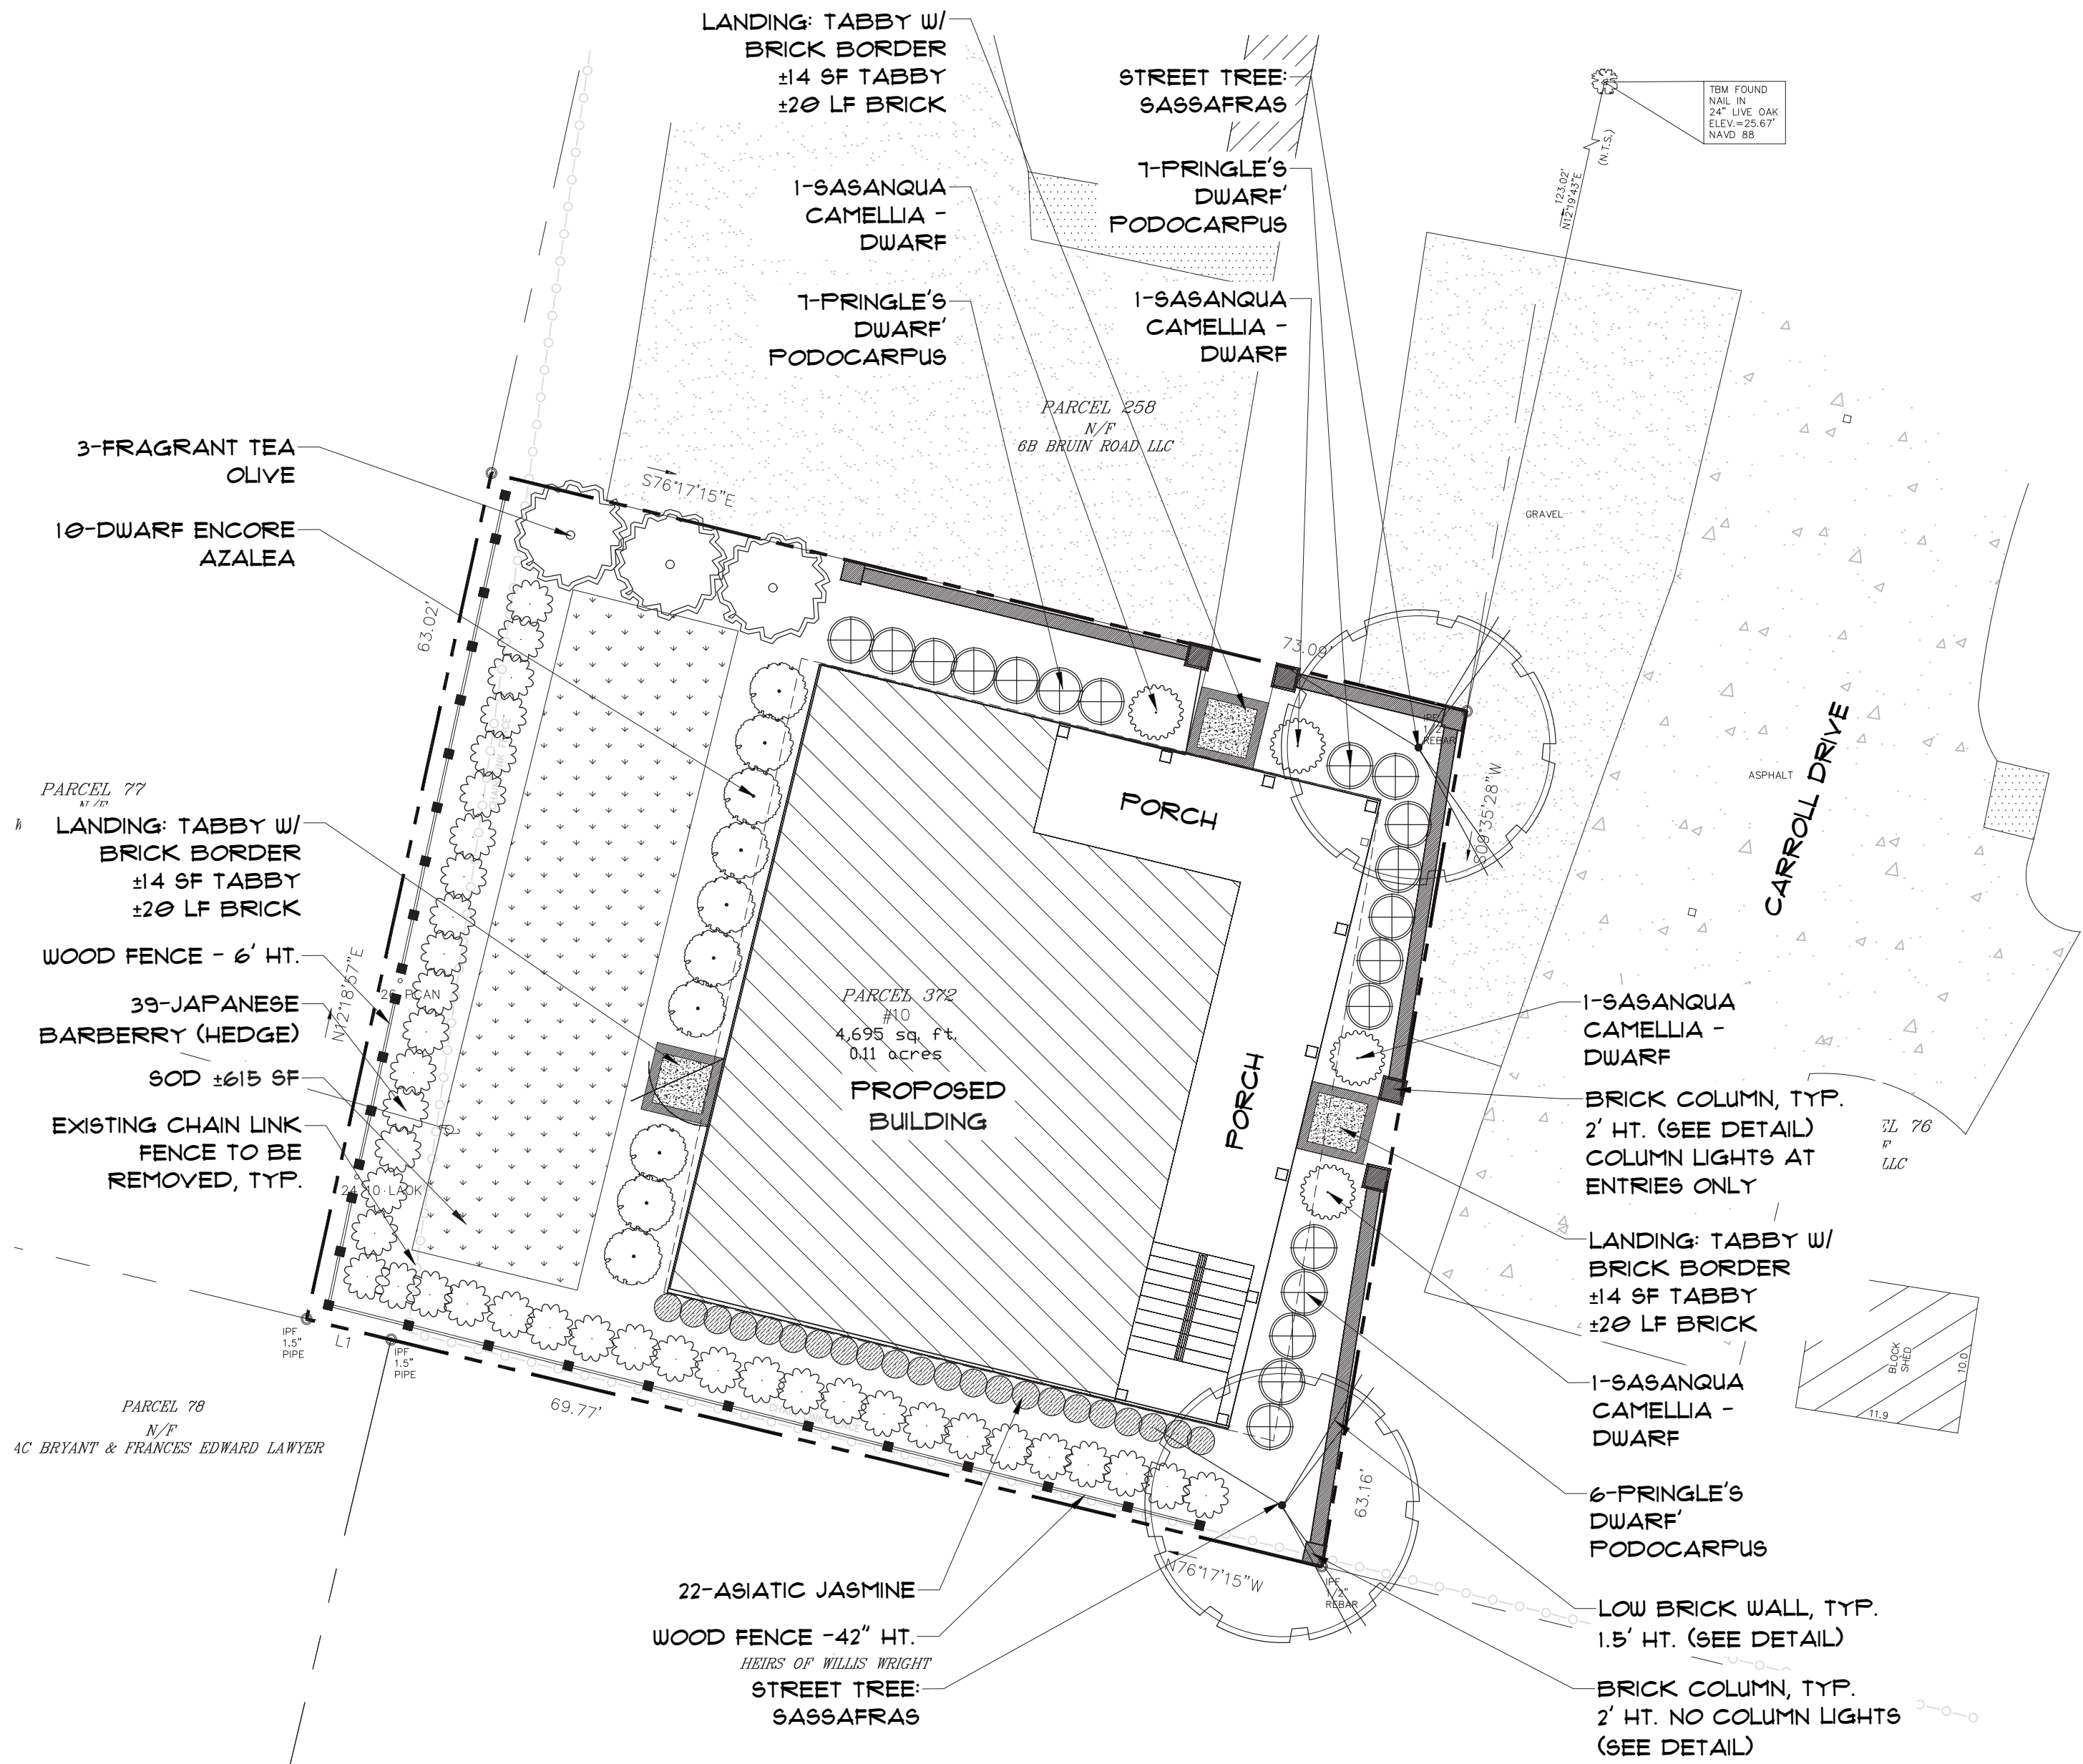 LANDING: TABBY W/
BRICK BORDER
±14 SF TABBY
±20 LF BRICK
STREET TREE:
SASSAFRAS
TBM FOUND
NAIL IN
24" LIVE OAK
ELEV.=25.67'
NAVD 88
(N.T.S.)
123.02'
N12°19'43"E
1-SASANQUA
CAMELLIA -
DWARF
7-PRINGLE'S
DWARF'
PODOCARPUS
7-PRINGLE'S
DWARF'
PODOCARPUS
1-SASANQUA
CAMELLIA -
DWARF
PARCEL 258
N/F
6B BRUIN ROAD LLC
3-FRAGRANT TEA
OLIVE
10-DWARF ENCORE
AZALEA
S76°17'15"E
GRAVEL
63.02'
73.09'
IPF
1/2"
REBAR
S09°35'28"W
ASPHALT
CARROLL DRIVE
PARCEL 77
N/F
LANDING: TABBY W/
BRICK BORDER
±14 SF TABBY
±20 LF BRICK
WOOD FENCE - 6' HT.
39-JAPANESE
BARBERRY (HEDGE)
SOD ±615 SF
EXISTING CHAIN LINK
FENCE TO BE
REMOVED, TYP.
N12°18'57"E
PORCH
PARCEL 372
#10
4,695 sq. ft.
0.11 acres
PROPOSED
BUILDING
PORCH
1-SASANQUA
CAMELLIA -
DWARF
BRICK COLUMN, TYP.
2' HT. (SEE DETAIL)
COLUMN LIGHTS AT
ENTRIES ONLY
EL 76
F
LLC
LANDING: TABBY W/
BRICK BORDER
±14 SF TABBY
±20 LF BRICK
BLOCK
SHED
10.0
11.9
1-SASANQUA
CAMELLIA -
DWARF
6-PRINGLE'S
DWARF'
PODOCARPUS
LOW BRICK WALL, TYP.
1.5' HT. (SEE DETAIL)
BRICK COLUMN, TYP.
2' HT. NO COLUMN LIGHTS
(SEE DETAIL)
IPF
1.5"
PIPE
L1
IPF
1.5"
PIPE
PARCEL 78
N/F
4C BRYANT & FRANCES EDWARD LAWYER
69.77'
63.16'
N76°17'15"W
IPF
1/2"
REBAR
22-ASIATIC JASMINE
WOOD FENCE -42" HT.
HEIRS OF WILLIS WRIGHT
STREET TREE:
SASSAFRAS